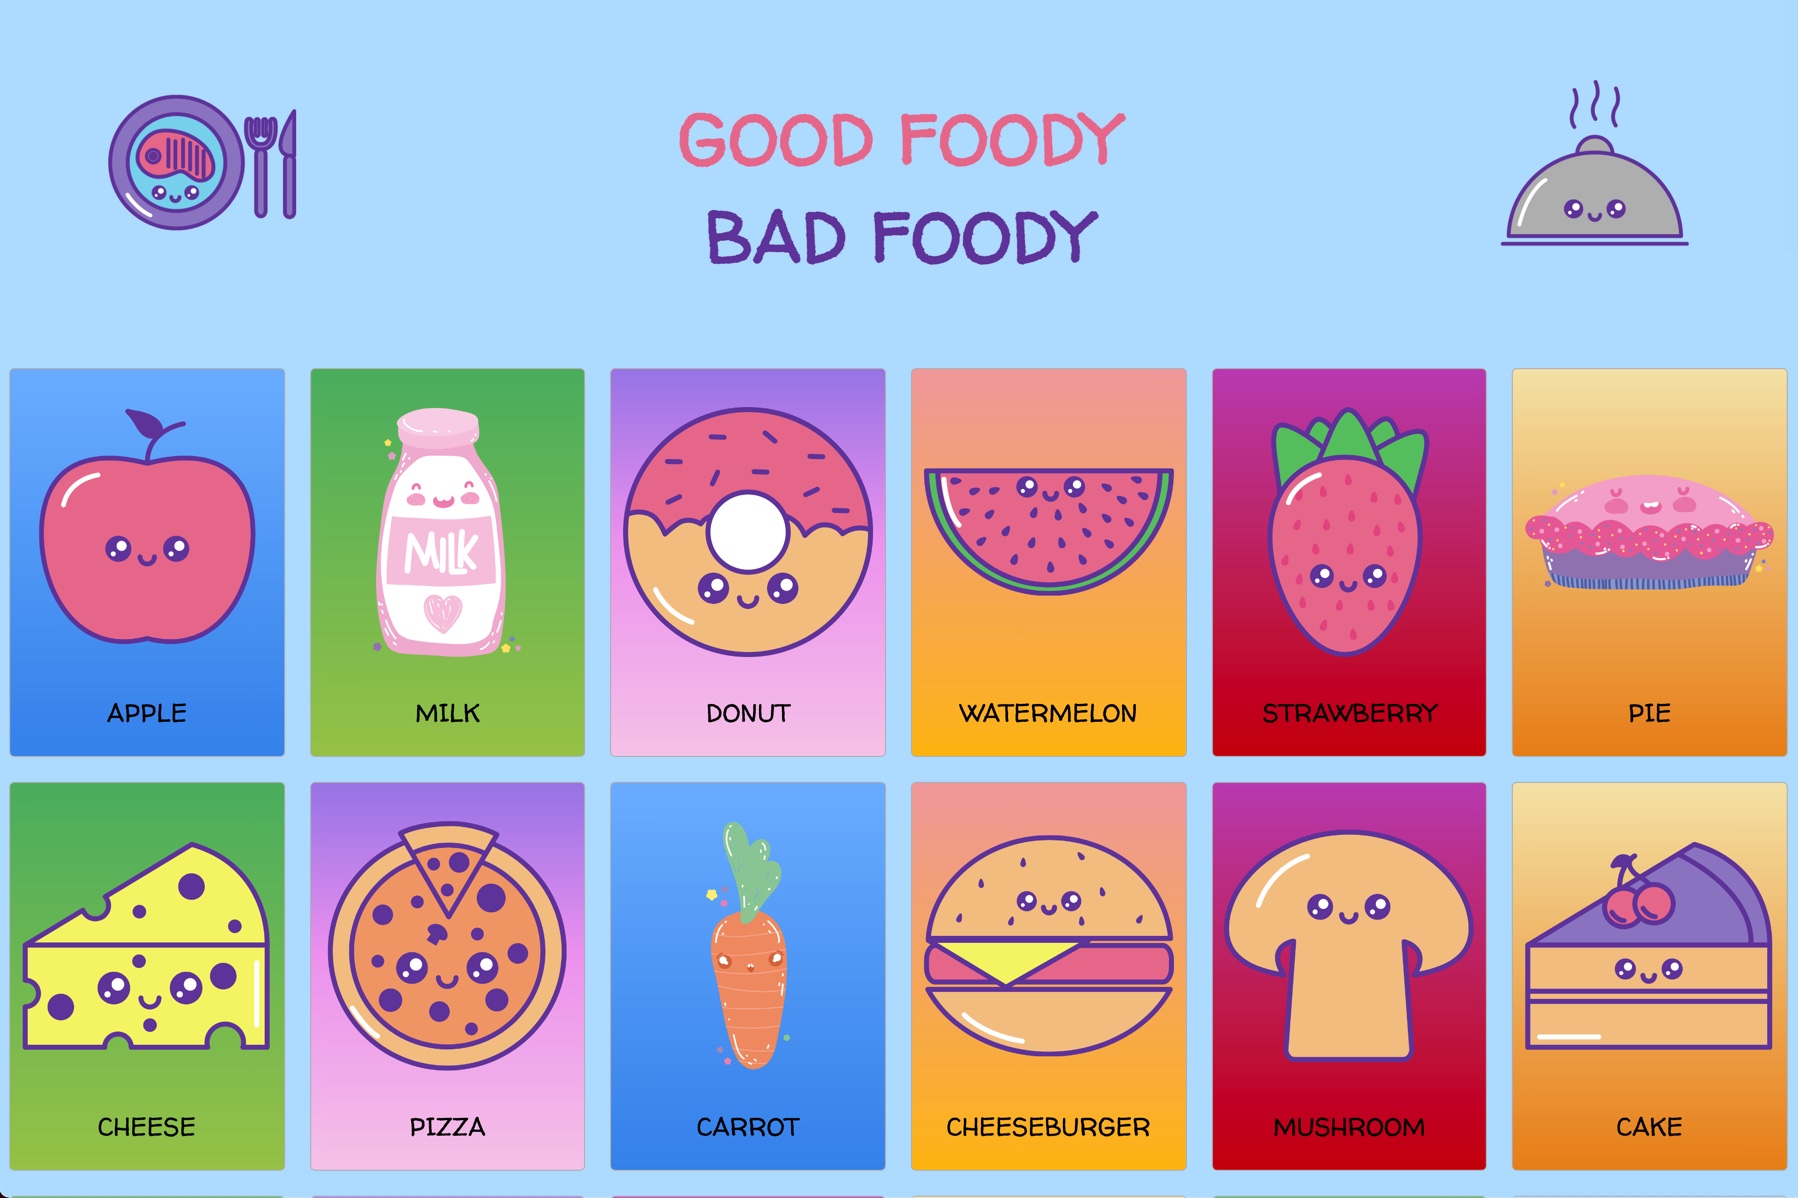 GOOD FOODY
BAD FOODY
MILK
APPLE
MILK
DONUT
WATERMELON
STRAWBERRY
PIE
CHEESE
PIZZA
CARROT
CHEESEBURGER
MUSHROOM
CAKE